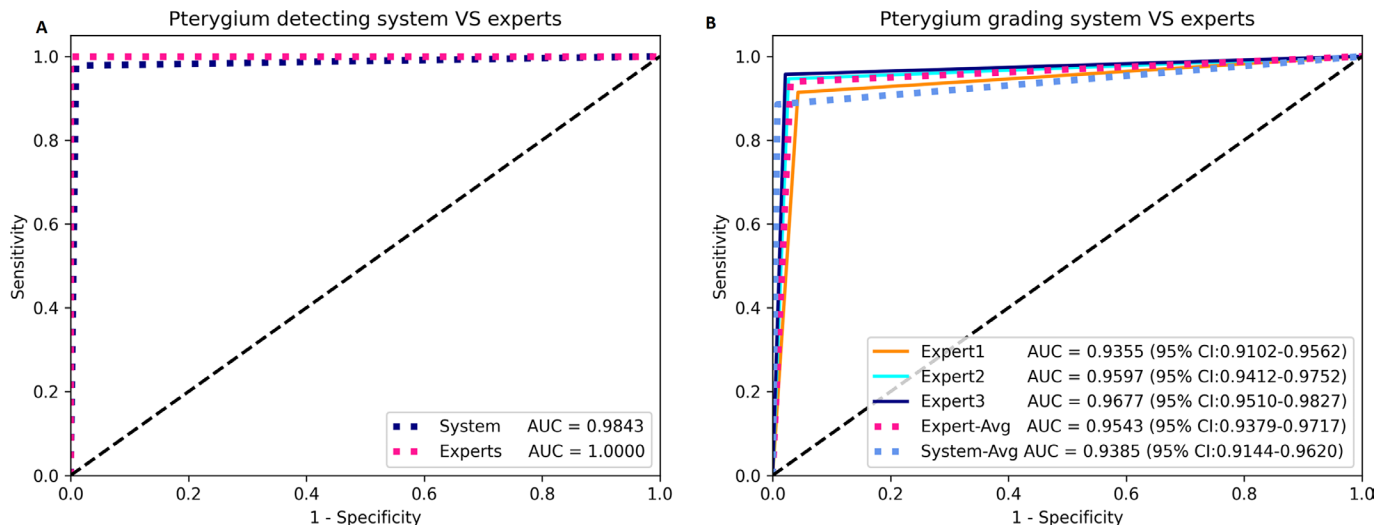 A
Pterygium detecting system VS experts
1.0
0.8
0.6
0.4
0.2
0.0
Sensitivity
System AUC = 0.9843
Experts AUC = 1.0000
0.0 0.2 0.4 0.6 0.8 1.0
1 - Specificity
B
Pterygium grading system VS experts
1.0
0.8
0.6
0.4
0.2
0.0
Sensitivity
Expert1 AUC = 0.9355 (95% CI:0.9102-0.9562)
Expert2 AUC = 0.9597 (95% CI:0.9412-0.9752)
Expert3 AUC = 0.9677 (95% CI:0.9510-0.9827)
Expert-Avg AUC = 0.9543 (95% CI:0.9379-0.9717)
System-Avg AUC = 0.9385 (95% CI:0.9144-0.9620)
0.0 0.2 0.4 0.6 0.8 1.0
1 - Specificity